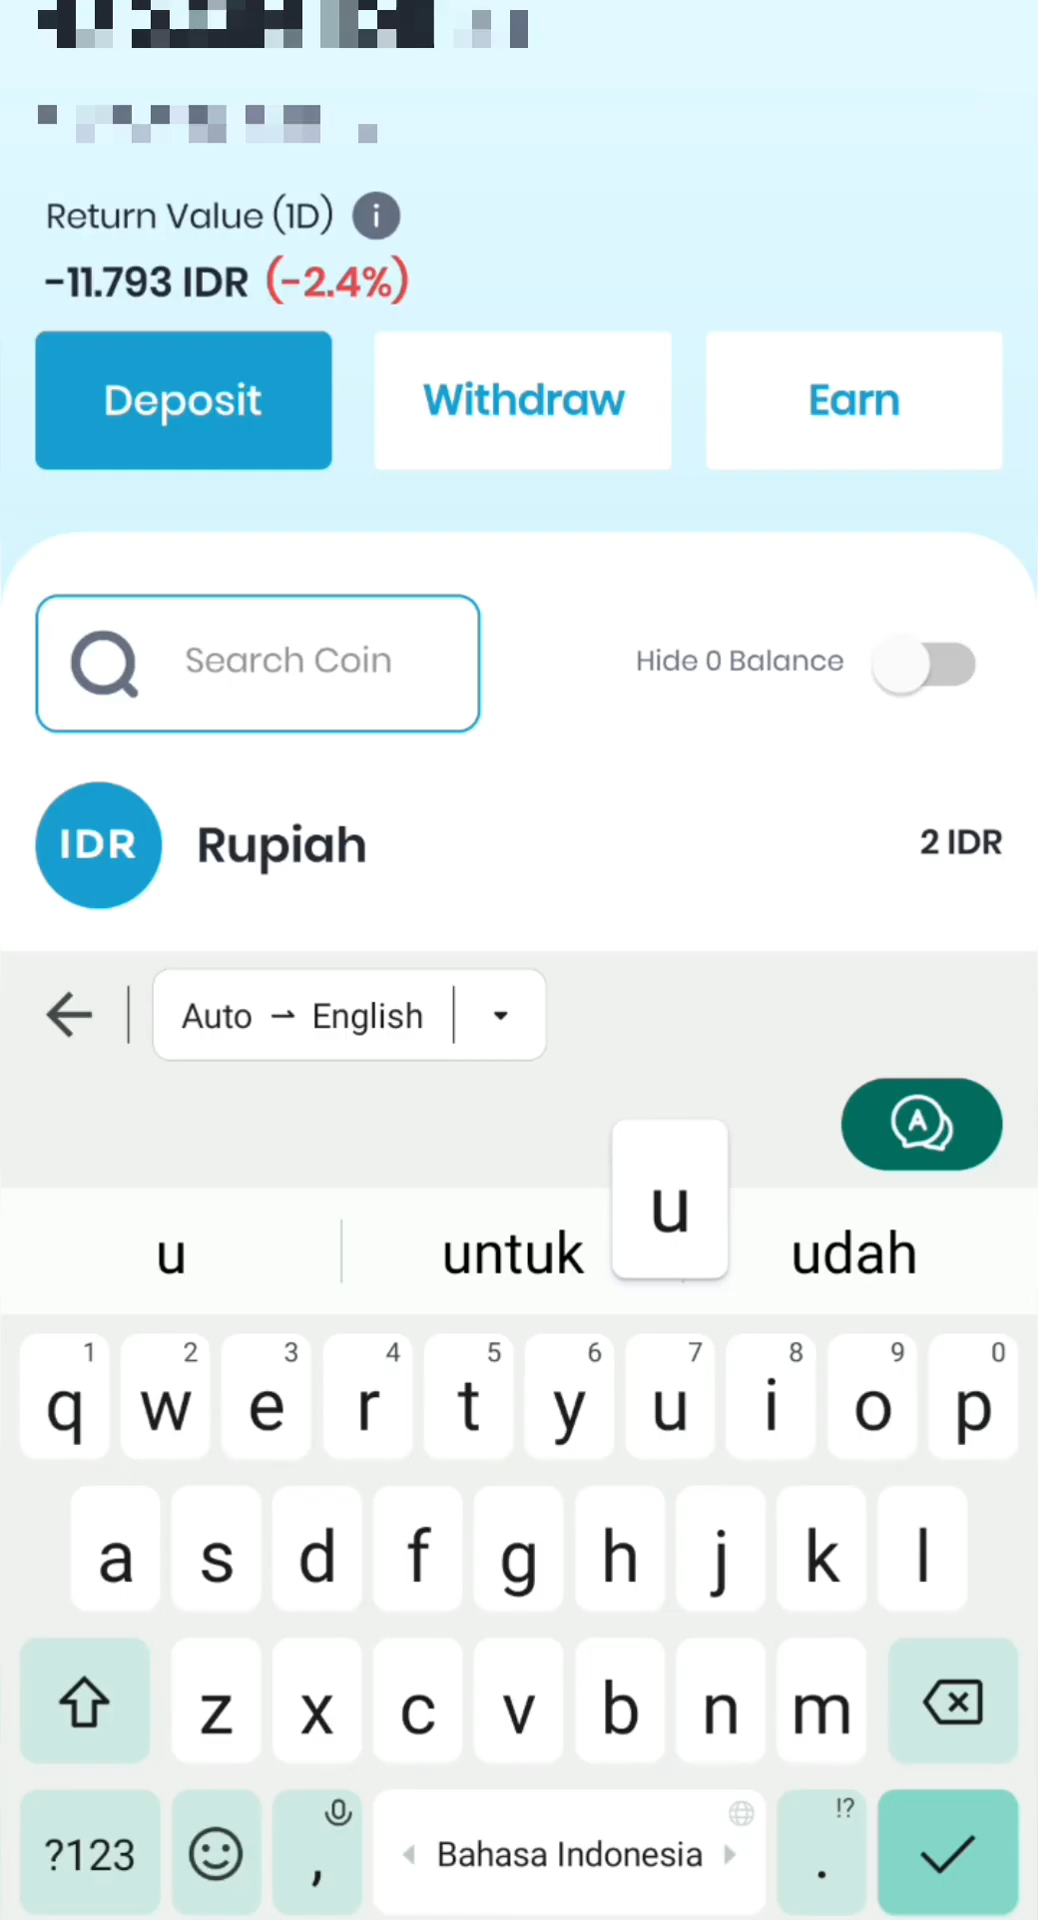 Return Value (1D) i
-11.793 IDR (-2.4%)
Deposit Withdraw Earn
Search Coin Hide 0 Balance
IDR Rupiah 2 IDR
Auto → English
A
u
u untuk udah
1 2 3 4 5 6 7 8 9 0
q w e r t y u i o p
a s d f g h j k l
z x c v b n m
!?
?123 , Bahasa Indonesia .